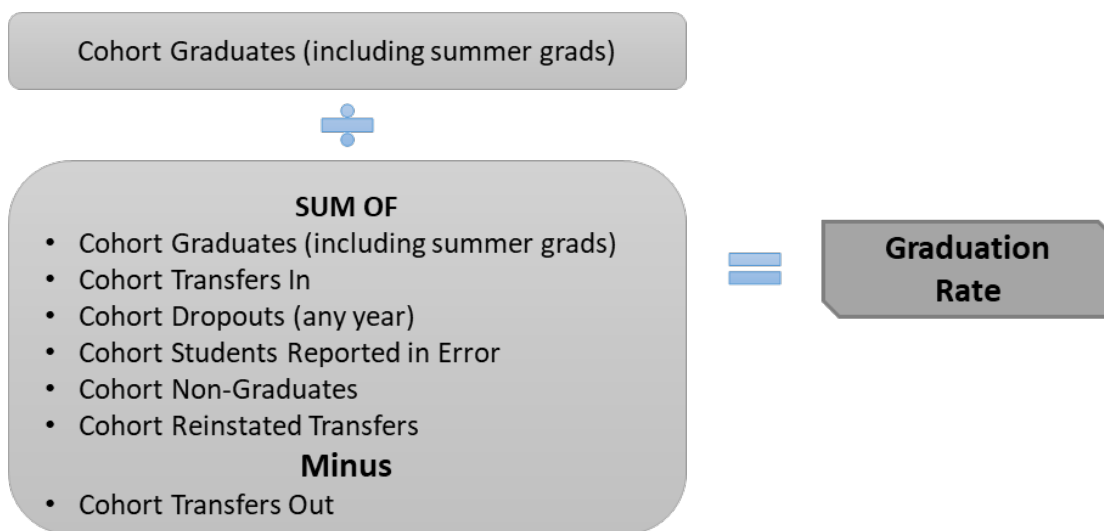 Cohort Graduates (including summer grads)
SUM OF
• Cohort Graduates (including summer grads)
• Cohort Transfers In
• Cohort Dropouts (any year)
• Cohort Students Reported in Error
• Cohort Non-Graduates
• Cohort Reinstated Transfers
Minus
• Cohort Transfers Out
Graduation
Rate